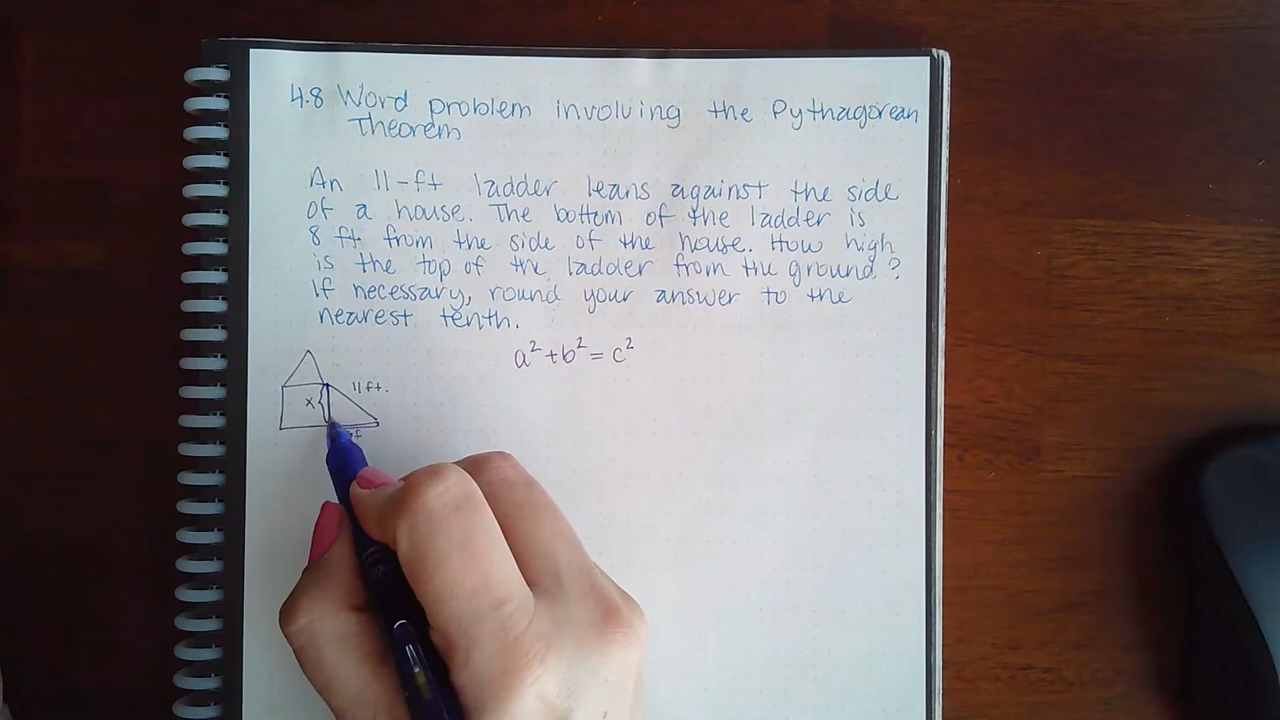 4.8 Word problem involving the Pythagorean
Theorem
An 11-ft ladder leans against the side
of a house. The bottom of the ladder is
8 ft from the side of the house. How high
is the top of the ladder from the ground?
If necessary, round your answer to the
nearest tenth.
a² + b² = c²
11 ft.
x